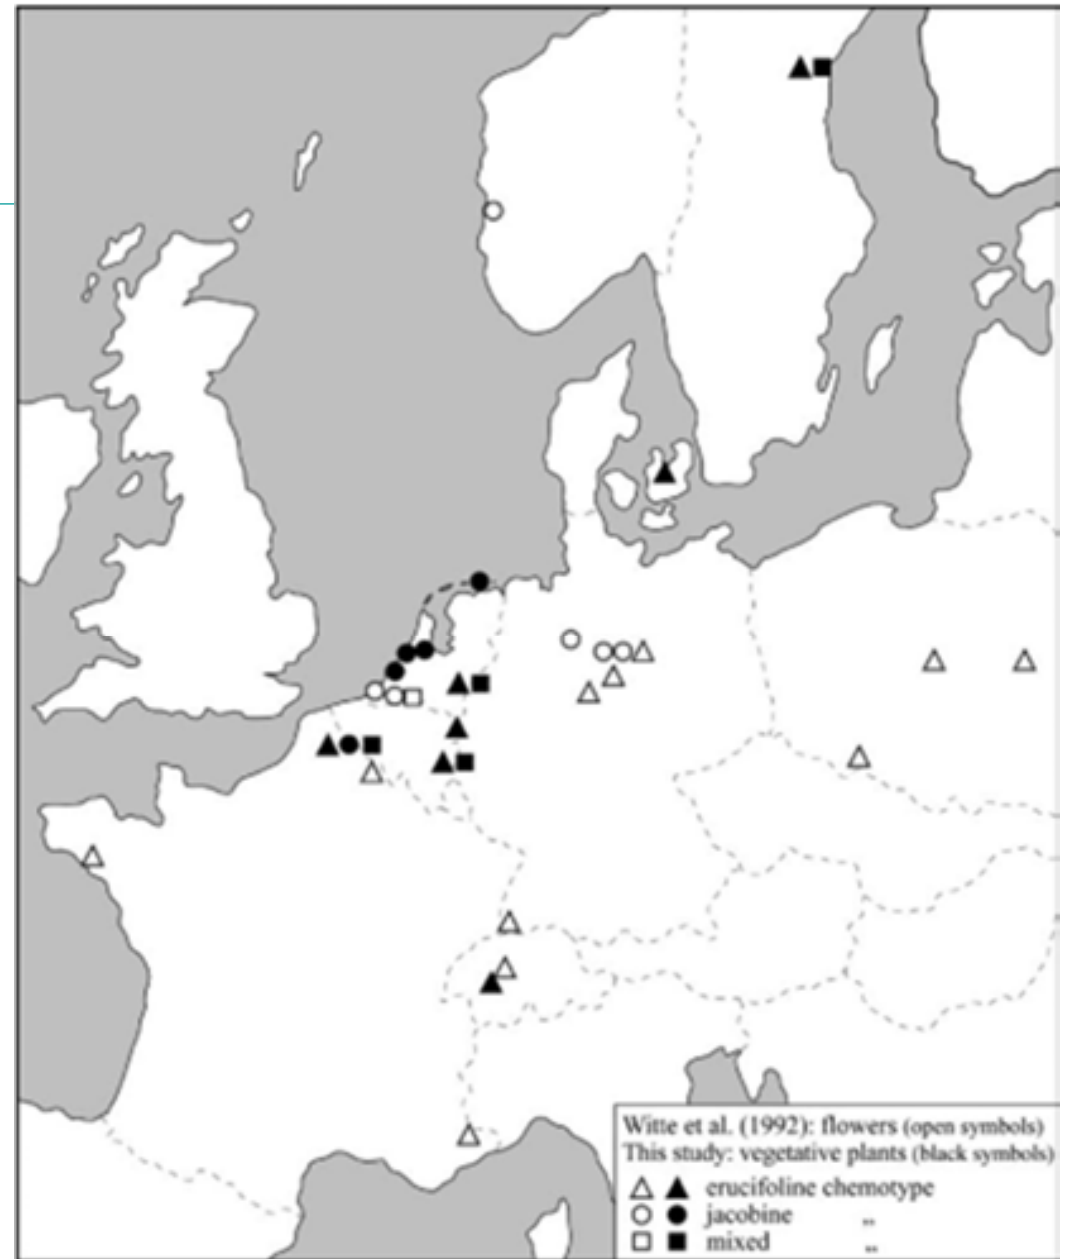 Witte et al. (1992): flowers (open symbols)
This study: vegetative plants (black symbols)
erucifoline chemotype
jacobine „
mixed „